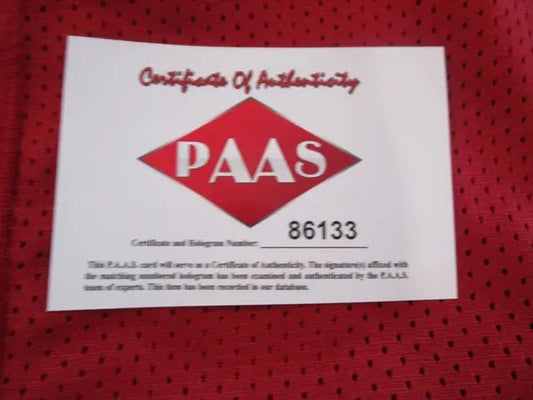 Certificate Of Authenticity
PAAS
86133
Certificate and Hologram Number:
This P.A.A.S. card will serve as a Certificate of Authenticity. The signature(s) affixed with
the matching numbered hologram has been examined and authenticated by the P.A.A.S.
team of experts. This item has been recorded in our database.